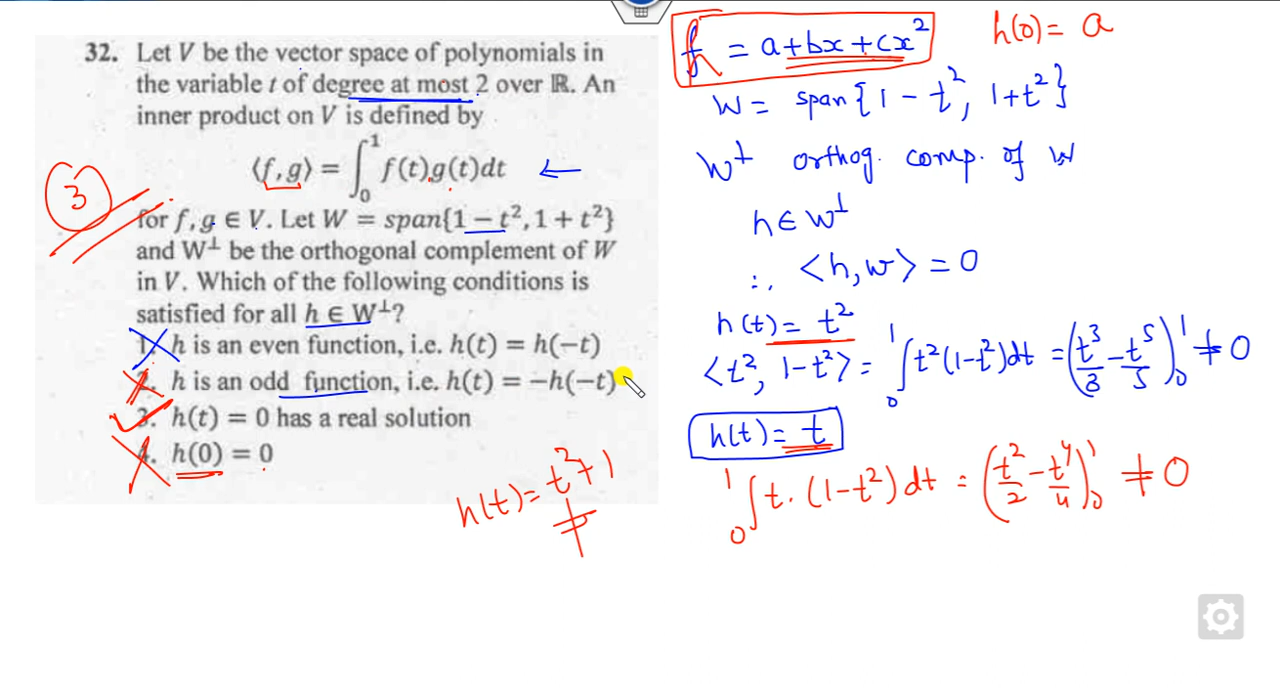 32. Let V be the vector space of polynomials in
the variable t of degree at most 2 over ℝ. An
inner product on V is defined by
⟨f, g⟩ = ∫₀¹ f(t)g(t)dt
3
for f, g ∈ V. Let W = span{1 − t², 1 + t²}
and W⊥ be the orthogonal complement of W
in V. Which of the following conditions is
satisfied for all h ∈ W⊥?
1. h is an even function, i.e. h(t) = h(−t)
2. h is an odd function, i.e. h(t) = −h(−t)
3. h(t) = 0 has a real solution
4. h(0) = 0
h(t) = t² + 1
h = a + bx + cx²
h(0) = a
W = span{1 − t², 1 + t²}
W⊥ orthog. comp. of W
h ∈ W⊥
∴ <h, w> = 0
h(t) = t²
<t², 1 − t²> = ∫₀¹ t²(1 − t²)dt = (t³/3 − t⁵/5)₀¹ ≠ 0
h(t) = t
∫₀¹ t. (1 − t²) dt = (t²/2 − t⁴/4)₀¹ ≠ 0